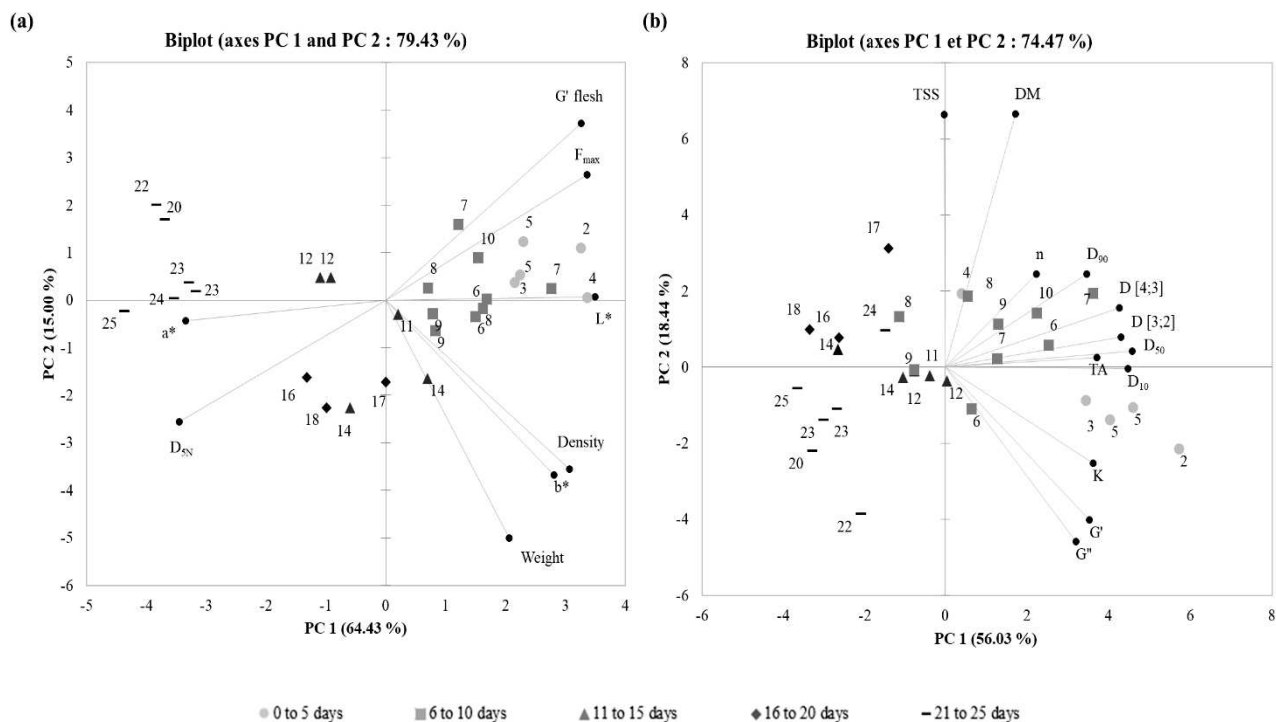 (a)
Biplot (axes PC 1 and PC 2 : 79.43 %)
5
4
3
2
1
0
-1
-2
-3
-4
-5
-6
-5
-4
-3
-2
-1
0
1
2
3
4
PC 2 (15.00 %)
PC 1 (64.43 %)
G' flesh
Fmax
L*
a*
D5N
Density
b*
Weight
22
20
23
24
23
25
12 12
7
5
2
10
8
5
3
7
4
6
11
9
9
6
8
14
16
18
17
14
(b)
Biplot (axes PC 1 et PC 2 : 74.47 %)
8
6
4
2
0
-2
-4
-6
-6
-4
-2
0
2
4
6
8
PC 2 (18.44 %)
PC 1 (56.03 %)
TSS
DM
n
D90
D [4;3]
D [3;2]
D50
TA
D10
K
G'
G"
17
4
8
18
16
24
8
9
10
7
14
7
6
9
11
14
12
12
25
23
23
20
22
6
3
5
5
2
0 to 5 days
6 to 10 days
11 to 15 days
16 to 20 days
21 to 25 days